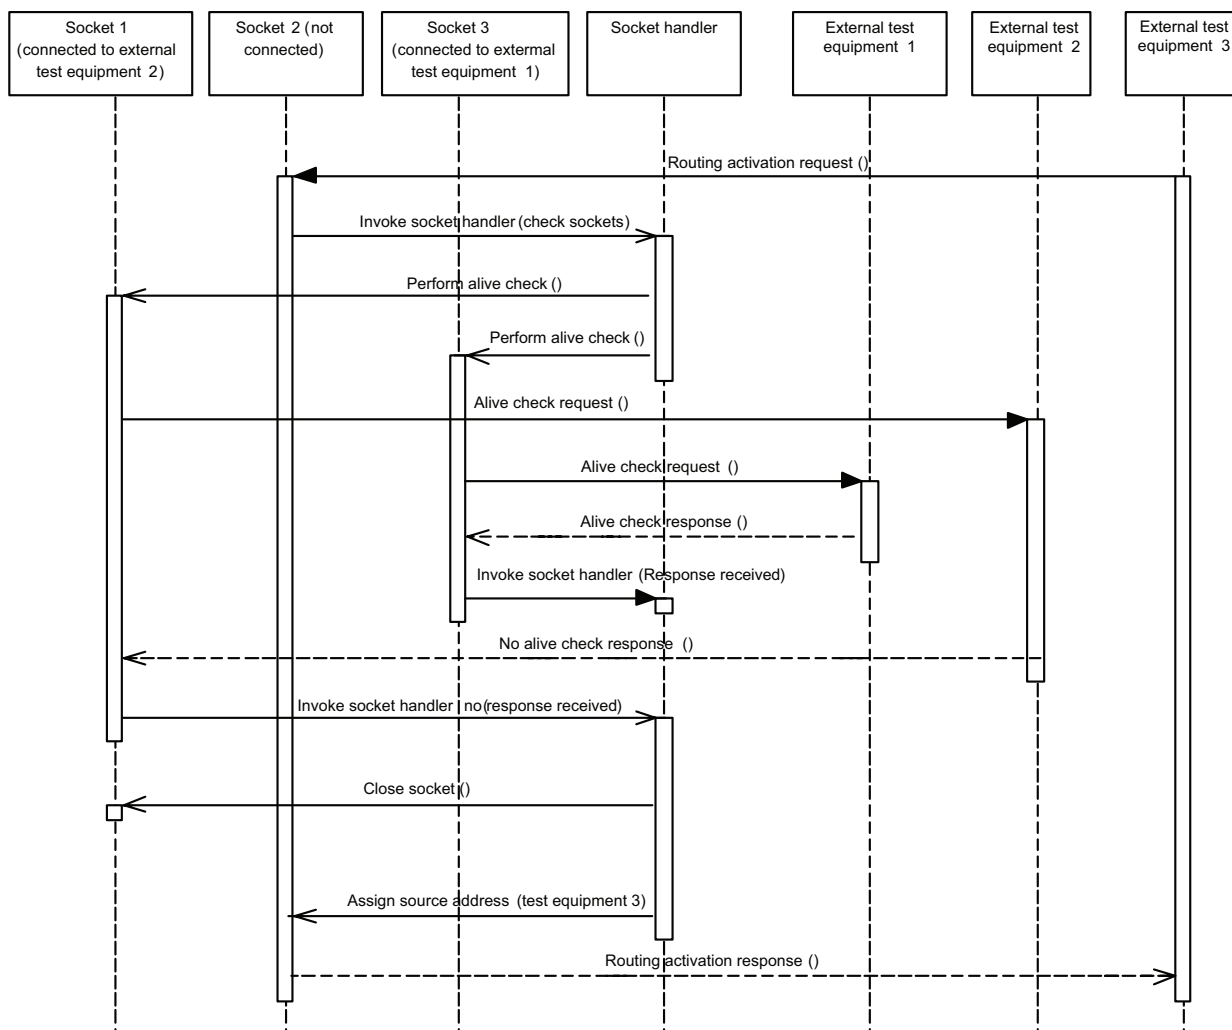 Socket 1
(connected to external
test equipment 2)
Socket 2 (not
connected)
Socket 3
(connected to external
test equipment 1)
Socket handler
External test
equipment 1
External test
equipment 2
External test
equipment 3
Routing activation request ()
Invoke socket handler (check sockets)
Perform alive check ()
Perform alive check ()
Alive check request ()
Alive check request ()
Alive check response ()
Invoke socket handler (Response received)
No alive check response ()
Invoke socket handler no(response received)
Close socket ()
Assign source address (test equipment 3)
Routing activation response ()